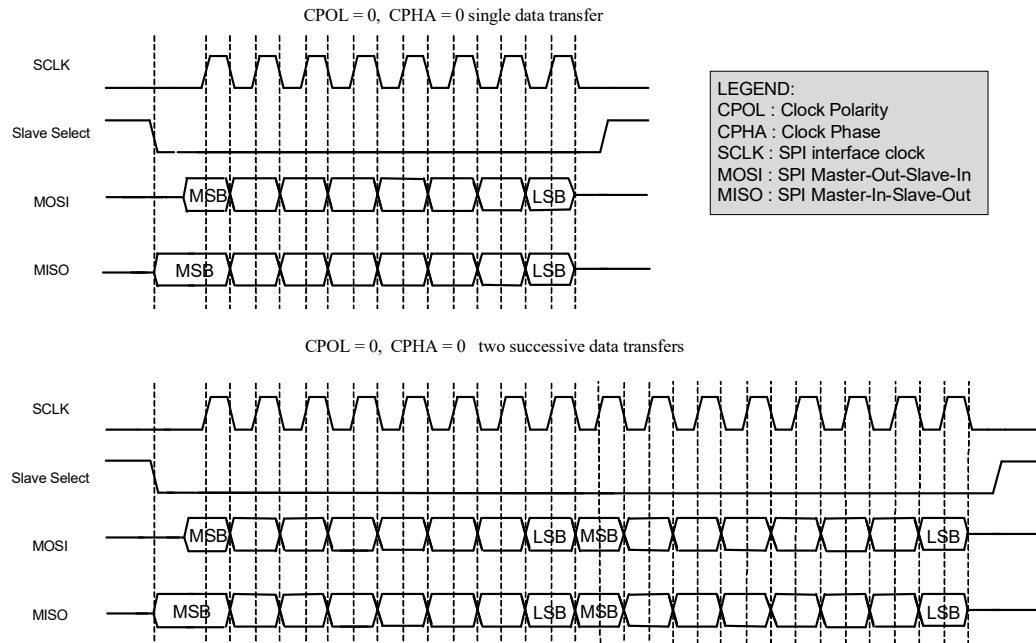 CPOL = 0, CPHA = 0 single data transfer
SCLK
Slave Select
MOSI
MSB
LSB
MISO
MSB
LSB
LEGEND:
CPOL : Clock Polarity
CPHA : Clock Phase
SCLK : SPI interface clock
MOSI : SPI Master-Out-Slave-In
MISO : SPI Master-In-Slave-Out
CPOL = 0, CPHA = 0 two successive data transfers
SCLK
Slave Select
MOSI
MSB
LSB
MSB
LSB
MISO
MSB
LSB
MSB
LSB